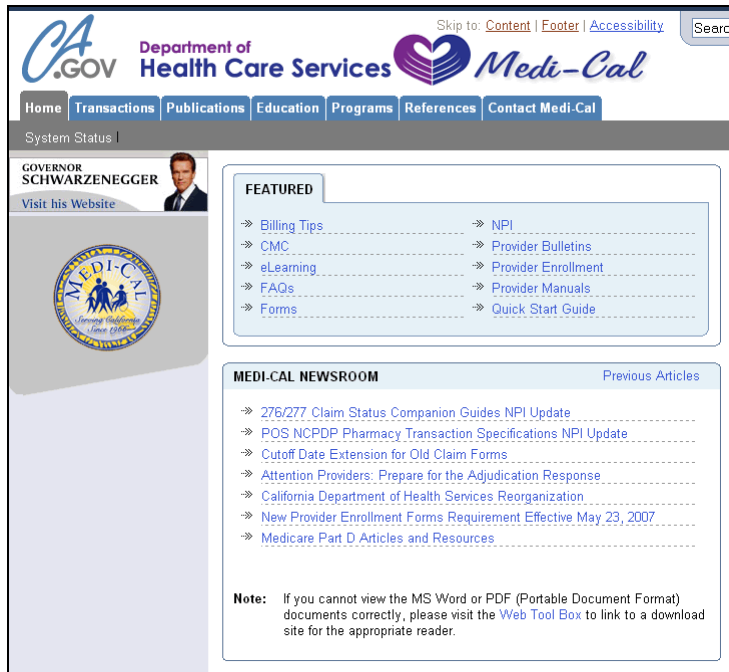 Skip to: Content | Footer | Accessibility
Searc
CA
.GOV
Department of
Health Care Services
Medi-Cal
Home Transactions Publications Education Programs References Contact Medi-Cal
System Status
GOVERNOR
SCHWARZENEGGER
Visit his Website
MEDI-CAL
Serving California
Since 1966
FEATURED
Billing Tips
CMC
eLearning
FAQs
Forms
NPI
Provider Bulletins
Provider Enrollment
Provider Manuals
Quick Start Guide
MEDI-CAL NEWSROOM
Previous Articles
276/277 Claim Status Companion Guides NPI Update
POS NCPDP Pharmacy Transaction Specifications NPI Update
Cutoff Date Extension for Old Claim Forms
Attention Providers: Prepare for the Adjudication Response
California Department of Health Services Reorganization
New Provider Enrollment Forms Requirement Effective May 23, 2007
Medicare Part D Articles and Resources
Note: If you cannot view the MS Word or PDF (Portable Document Format)
documents correctly, please visit the Web Tool Box to link to a download
site for the appropriate reader.